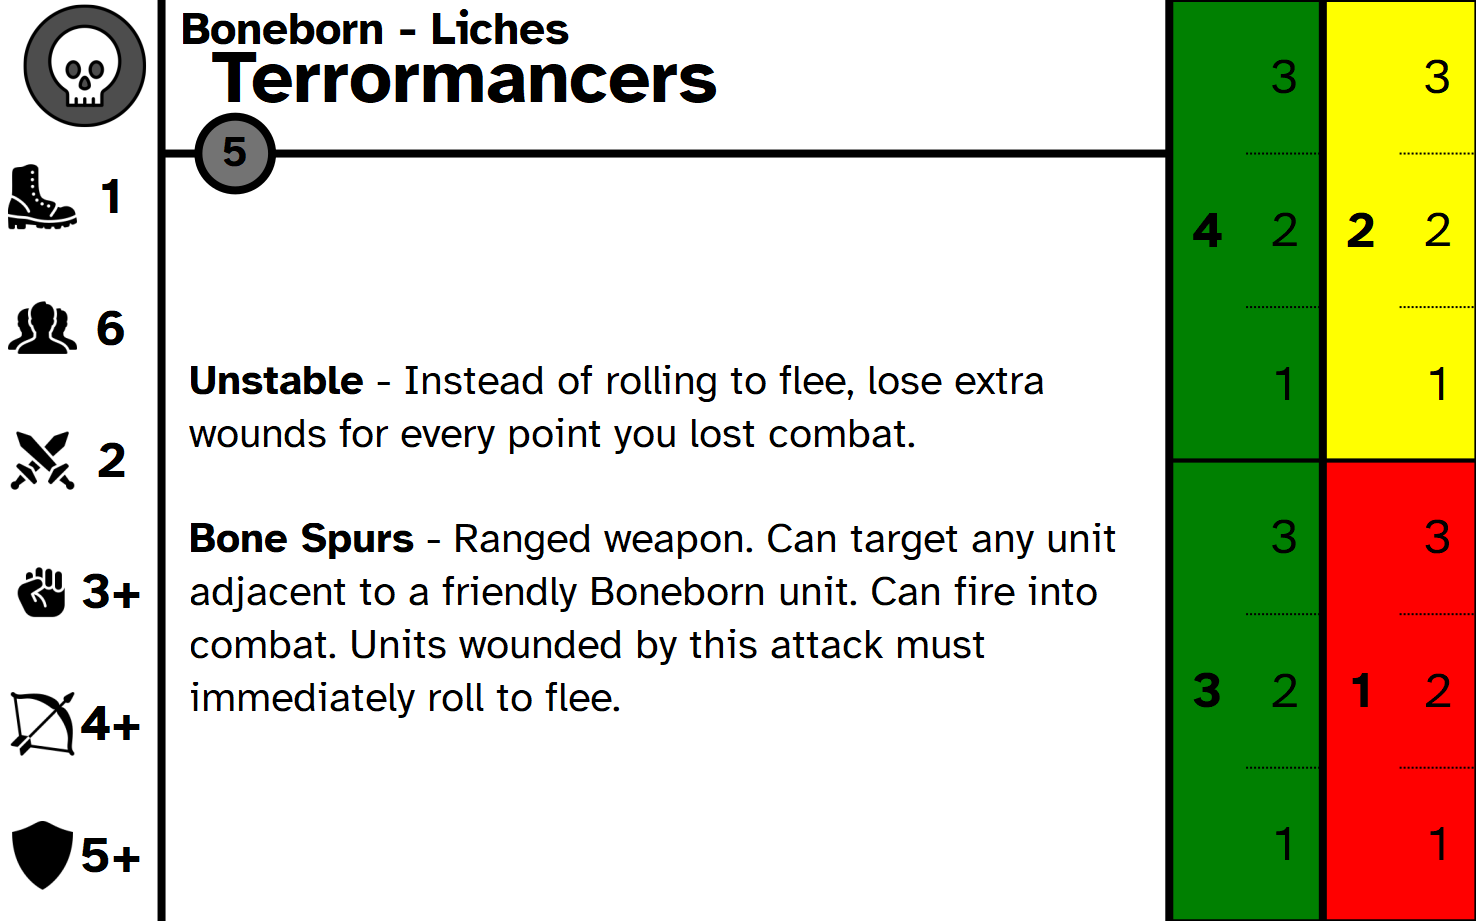 Boneborn - Liches
Terrormancers
5
1
6
2
3+
4+
5+
Unstable - Instead of rolling to flee, lose extra
wounds for every point you lost combat.
Bone Spurs - Ranged weapon. Can target any unit
adjacent to a friendly Boneborn unit. Can fire into
combat. Units wounded by this attack must
immediately roll to flee.
3 3
4 2 2 2
1 1
3 3
3 2 1 2
1 1